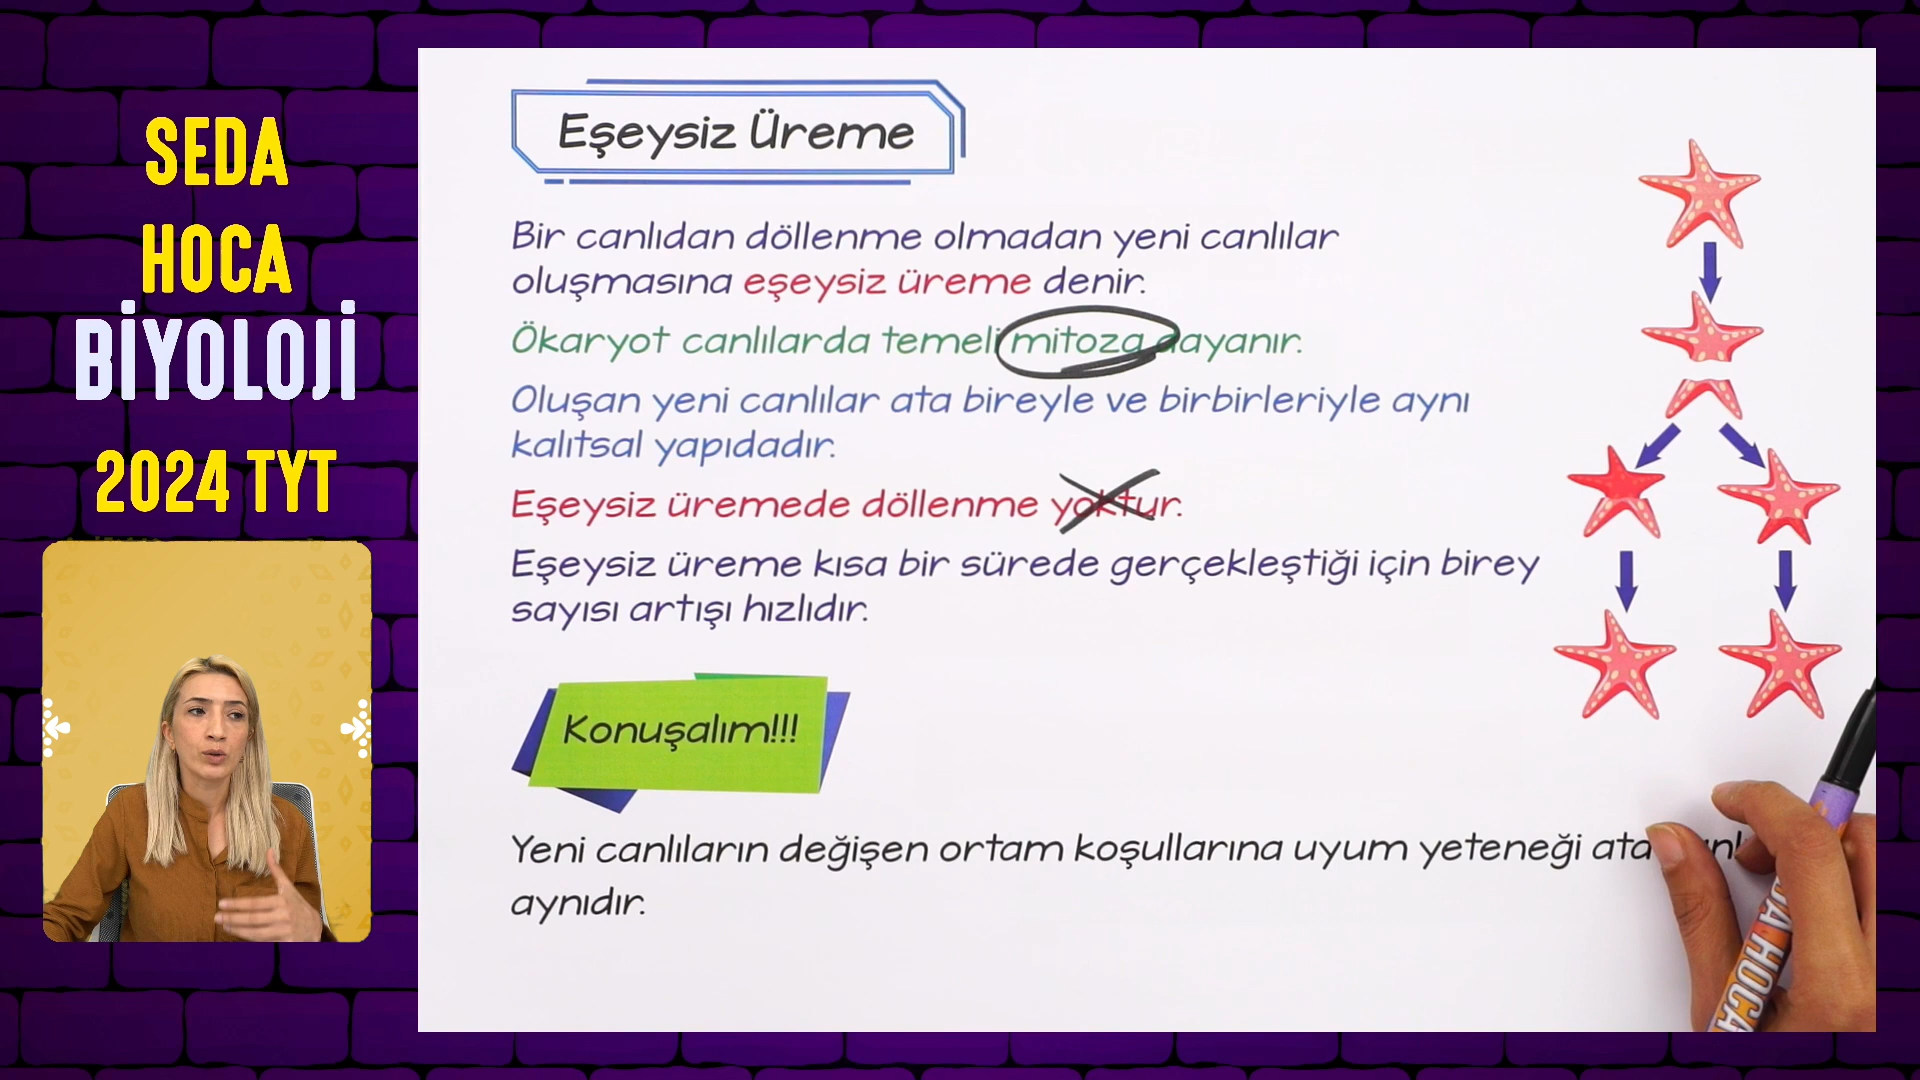 SEDA
HOCA
BİYOLOJİ
2024 TYT
Eşeysiz Üreme
Bir canlıdan döllenme olmadan yeni canlılar
oluşmasına eşeysiz üreme denir.
Ökaryot canlılarda temeli mitoza dayanır.
Oluşan yeni canlılar ata bireyle ve birbirleriyle aynı
kalıtsal yapıdadır.
Eşeysiz üremede döllenme yoktur.
Eşeysiz üreme kısa bir sürede gerçekleştiği için birey
sayısı artışı hızlıdır.
Konuşalım!!!
Yeni canlıların değişen ortam koşullarına uyum yeteneği ata
aynıdır.
HOCA